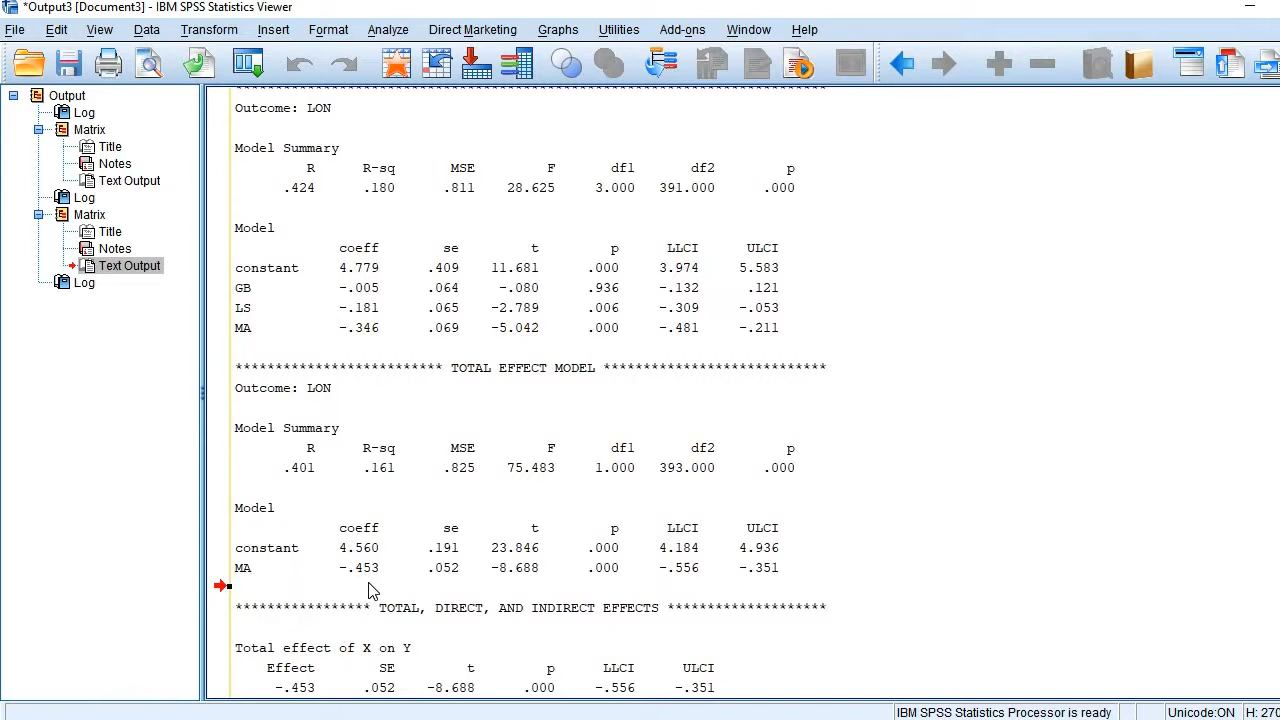 *Output3 [Document3] - IBM SPSS Statistics Viewer
File Edit View Data Transform Insert Format Analyze Direct Marketing Graphs Utilities Add-ons Window Help
Output
Log
Matrix
Title
Notes
Text Output
Log
Matrix
Title
Notes
Text Output
Log
Outcome: LON
Model Summary
R R-sq MSE F df1 df2 p
.424 .180 .811 28.625 3.000 391.000 .000
Model
coeff se t p LLCI ULCI
constant 4.779 .409 11.681 .000 3.974 5.583
GB -.005 .064 -.080 .936 -.132 .121
LS -.181 .065 -2.789 .006 -.309 -.053
MA -.346 .069 -5.042 .000 -.481 -.211
************************** TOTAL EFFECT MODEL ****************************
Outcome: LON
Model Summary
R R-sq MSE F df1 df2 p
.401 .161 .825 75.483 1.000 393.000 .000
Model
coeff se t p LLCI ULCI
constant 4.560 .191 23.846 .000 4.184 4.936
MA -.453 .052 -8.688 .000 -.556 -.351
***************** TOTAL, DIRECT, AND INDIRECT EFFECTS ********************
Total effect of X on Y
Effect SE t p LLCI ULCI
-.453 .052 -8.688 .000 -.556 -.351
IBM SPSS Statistics Processor is ready Unicode:ON H: 270